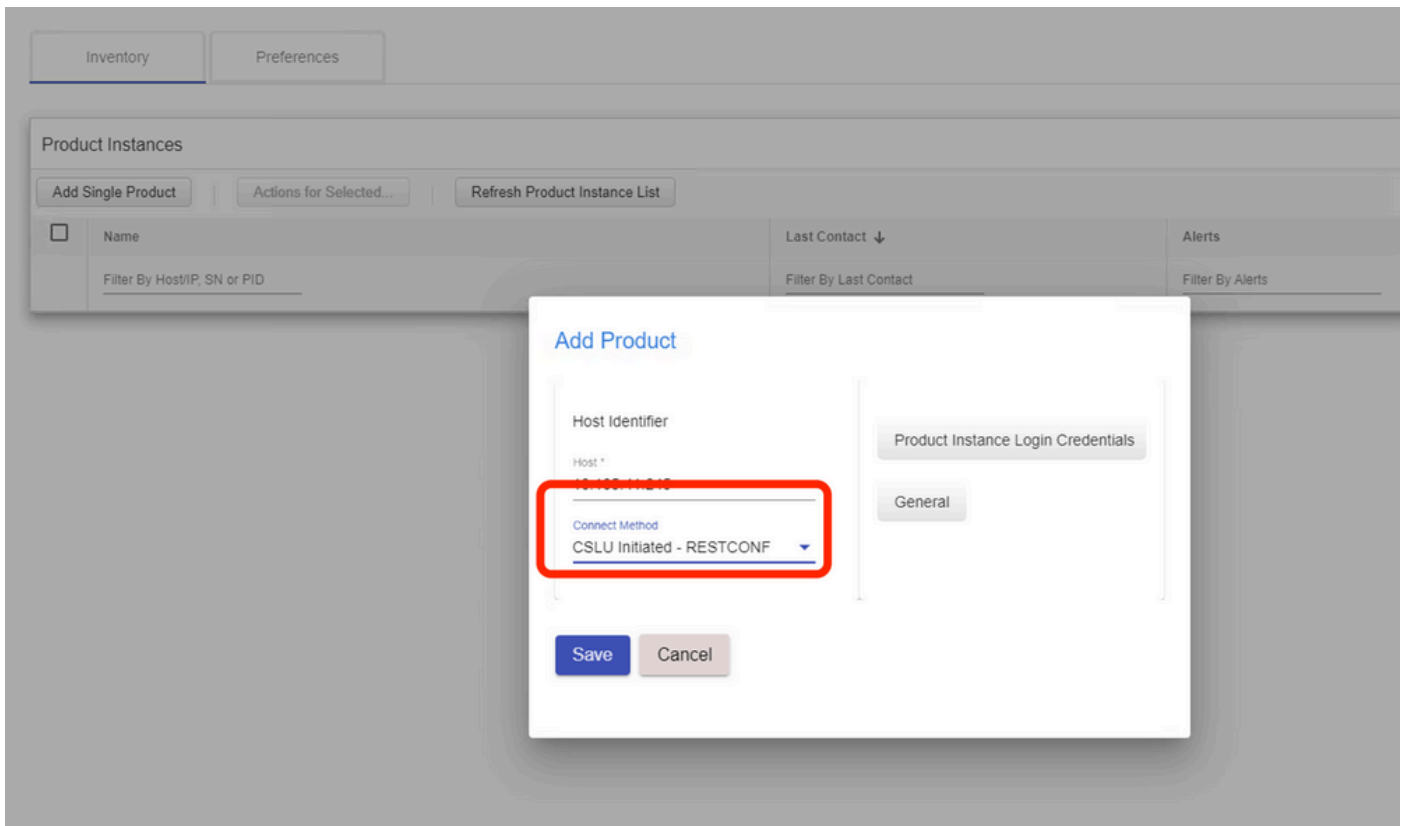 Inventory
Preferences
Product Instances
Add Single Product
Actions for Selected...
Refresh Product Instance List
Name
Last Contact
Alerts
Filter By Host/IP, SN or PID
Filter By Last Contact
Filter By Alerts
Add Product
Host Identifier
Host *
Connect Method
CSLU Initiated - RESTCONF
Product Instance Login Credentials
General
Save
Cancel